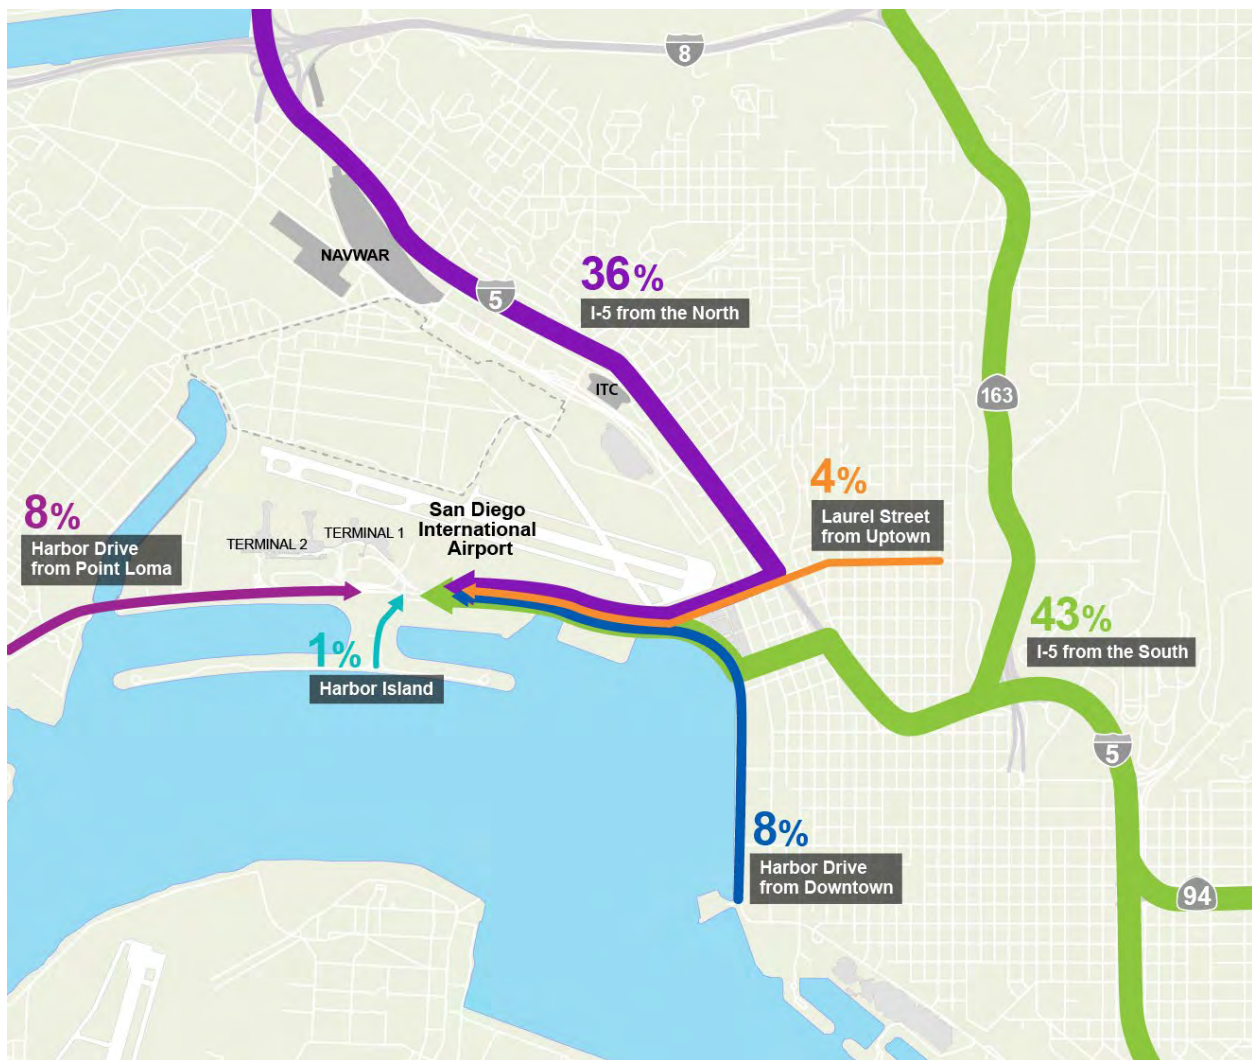 8
NAVWAR
36%
5
I-5 from the North
ITC
163
4%
Laurel Street
from Uptown
8%
Harbor Drive
from Point Loma
San Diego
International
Airport
TERMINAL 1
TERMINAL 2
43%
I-5 from the South
1%
Harbor Island
5
8%
Harbor Drive
from Downtown
94